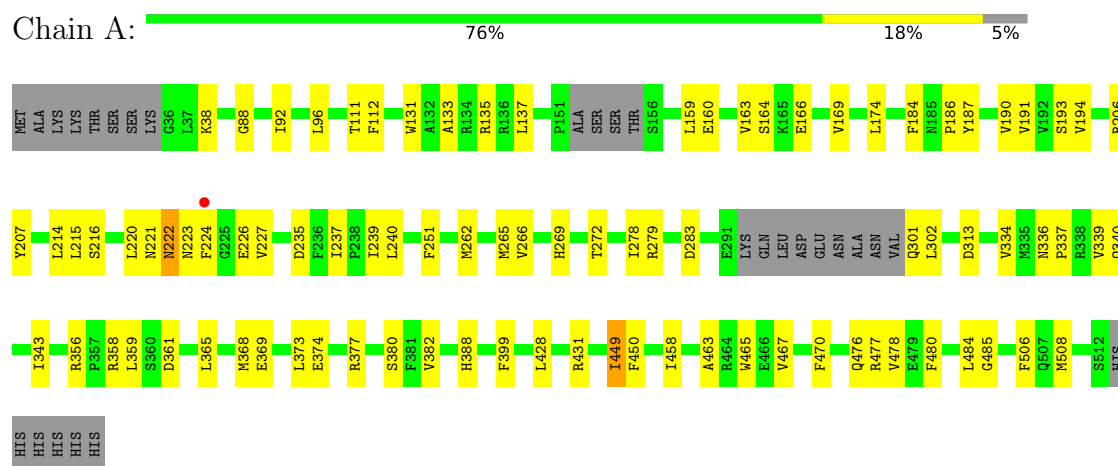 Chain A:
76% 18% 5%
MET ALA LYS LYS THR SER SER LYS G36 L37 K38 G88 I92 L96 T111 F112 W131 A132 A133 R134 R135 R136 L137 P151 ALA SER SER THR S156 L159 E160 V163 S164 K165 E166 V169 L174 F184 N185 P186 Y187 V190 V191 V192 S193 V194
Y207 L214 L215 S216 L220 N221 N222 N223 F224 G225 E226 V227 D235 F236 I237 P238 I239 L240 F251 M262 M265 V266 H269 T272 I278 R279 D283 E291 LYS GLN LEU ASP GLU ASN ALA ASN VAL Q301 L302 D313 V334 M335 N336 P337 R338 V339 Q340
I343 R356 P357 R358 L359 S360 D361 L365 M368 E369 L373 E374 R377 S380 F381 V382 H388 F399 L428 R431 I449 F450 I458 A463 R464 W465 E466 V467 F470 Q476 R477 V478 E479 F480 L484 G485 F506 Q507 M508 S512 HIS
HIS HIS HIS HIS HIS